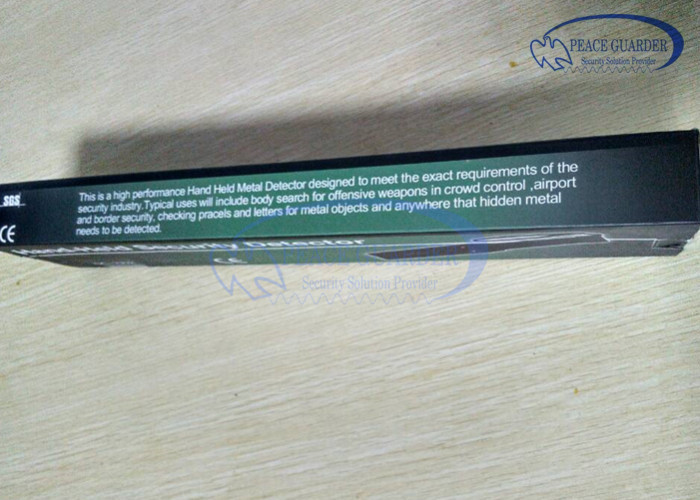 PEACE GUARDER
Security Solution Provider
SGS
CE
This is a high performance Hand Held Metal Detector designed to meet the exact requirements of the
security industry.Typical uses will include body search for offensive weapons in crowd control ,airport
and border security, checking pracels and letters for metal objects and anywhere that hidden metal
needs to be detected.
Security Detector
CE
PEACE GUARDER
Security Solution Provider